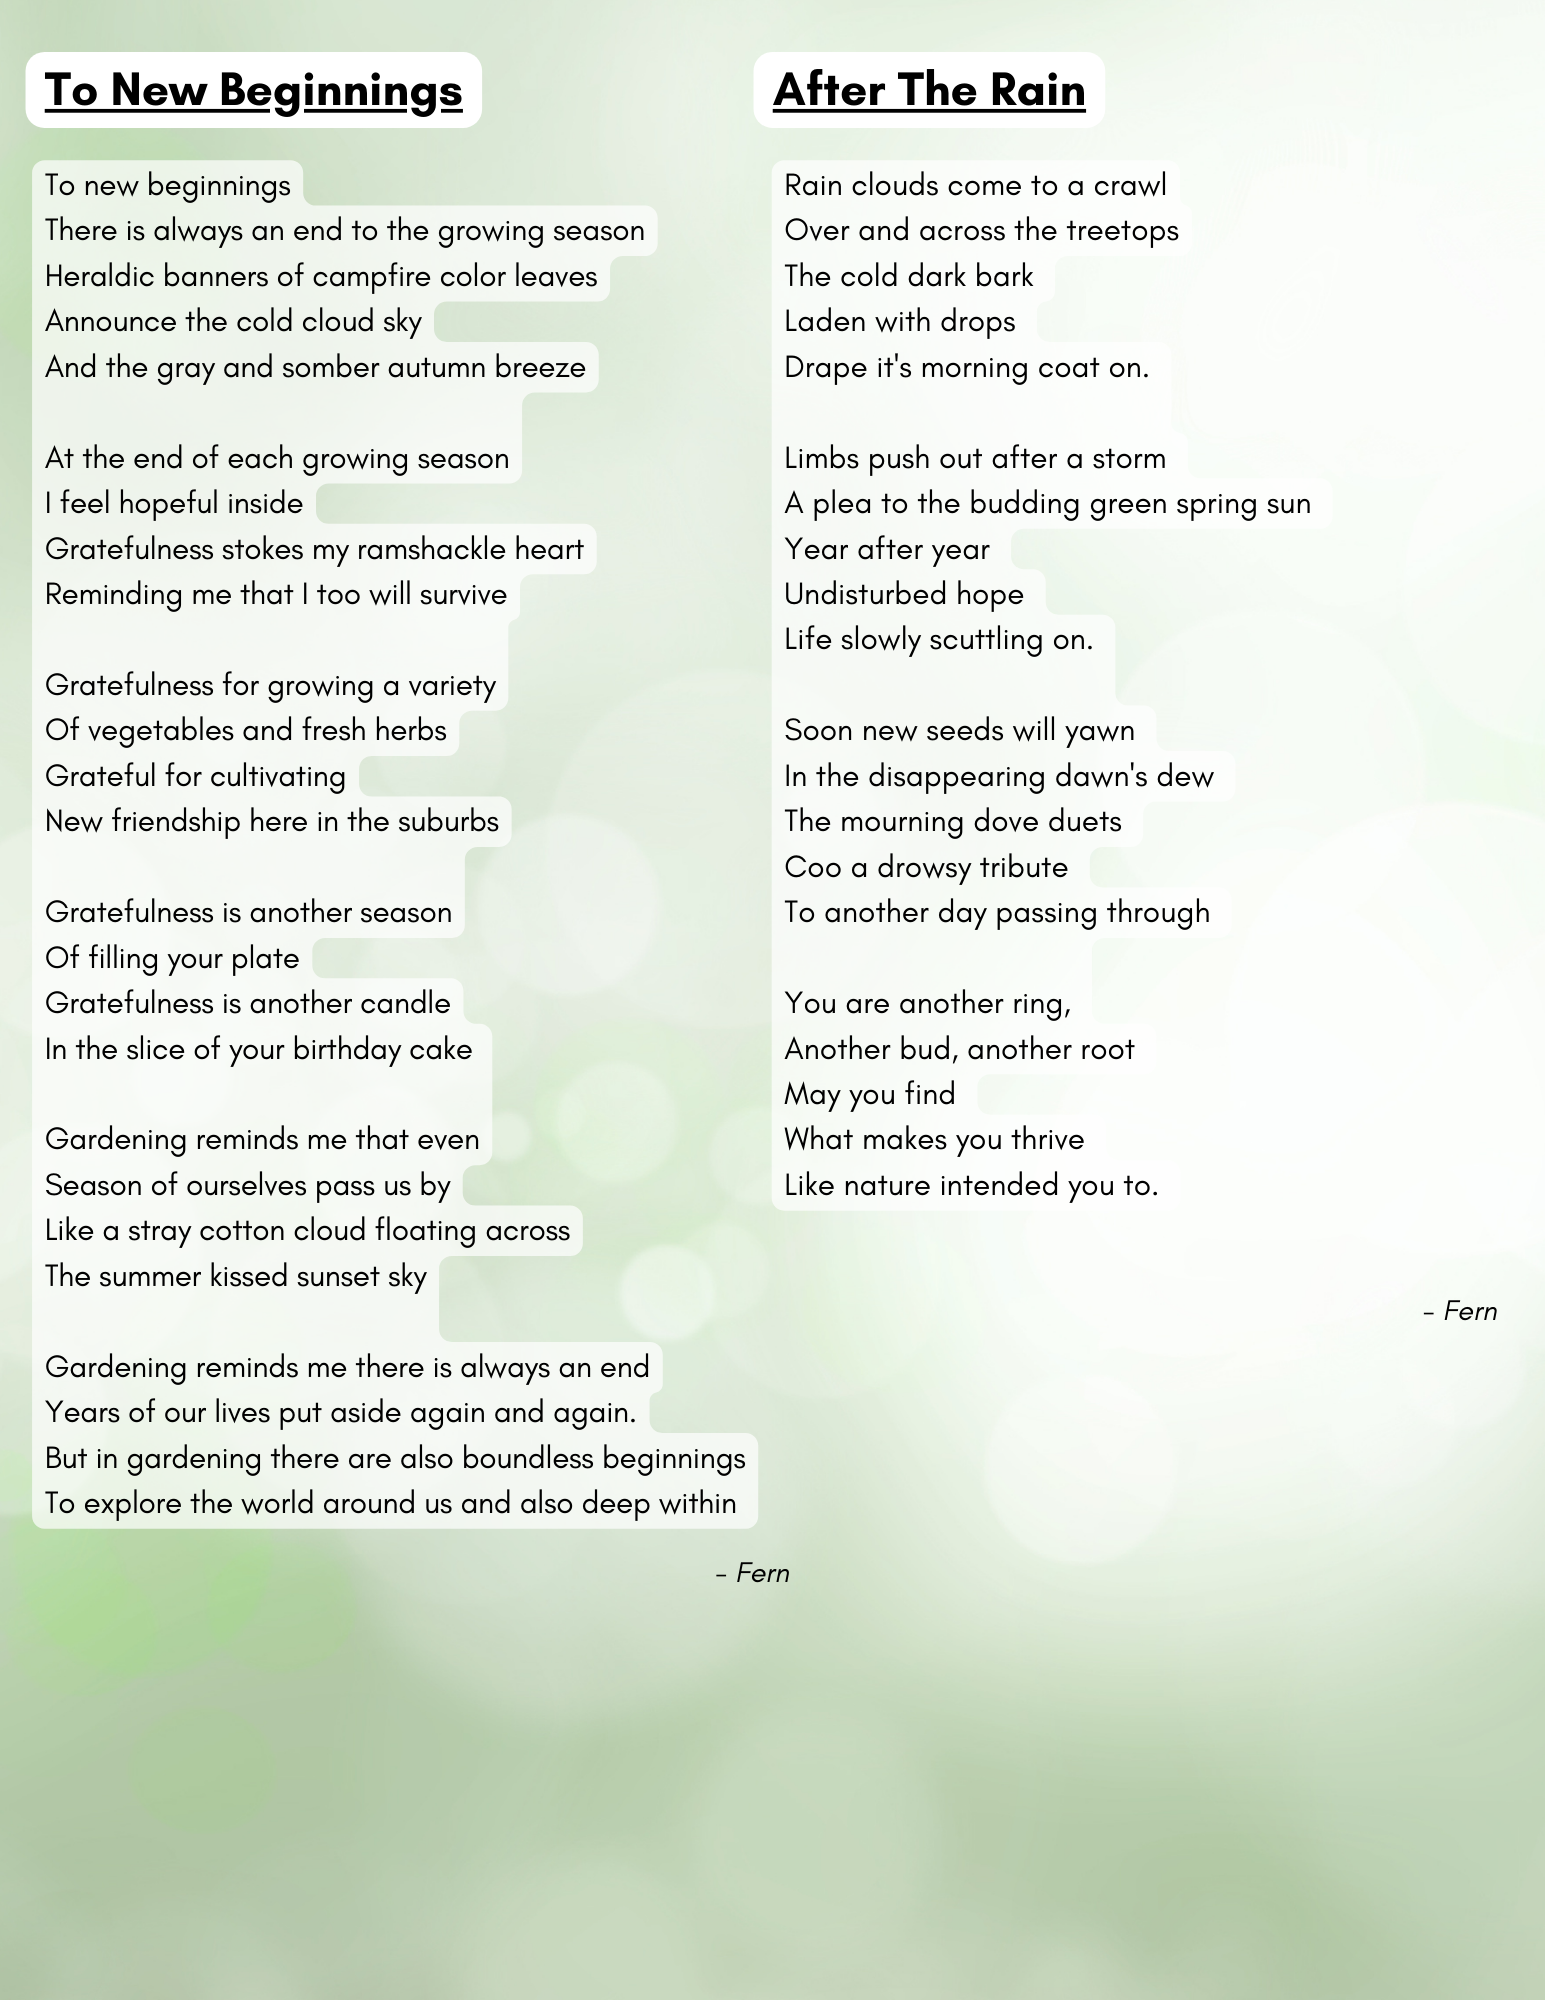 To New Beginnings
To new beginnings
There is always an end to the growing season
Heraldic banners of campfire color leaves
Announce the cold cloud sky
And the gray and somber autumn breeze
At the end of each growing season
I feel hopeful inside
Gratefulness stokes my ramshackle heart
Reminding me that I too will survive
Gratefulness for growing a variety
Of vegetables and fresh herbs
Grateful for cultivating
New friendship here in the suburbs
Gratefulness is another season
Of filling your plate
Gratefulness is another candle
In the slice of your birthday cake
Gardening reminds me that even
Season of ourselves pass us by
Like a stray cotton cloud floating across
The summer kissed sunset sky
Gardening reminds me there is always an end
Years of our lives put aside again and again.
But in gardening there are also boundless beginnings
To explore the world around us and also deep within
- Fern
After The Rain
Rain clouds come to a crawl
Over and across the treetops
The cold dark bark
Laden with drops
Drape it's morning coat on.
Limbs push out after a storm
A plea to the budding green spring sun
Year after year
Undisturbed hope
Life slowly scuttling on.
Soon new seeds will yawn
In the disappearing dawn's dew
The mourning dove duets
Coo a drowsy tribute
To another day passing through
You are another ring,
Another bud, another root
May you find
What makes you thrive
Like nature intended you to.
- Fern